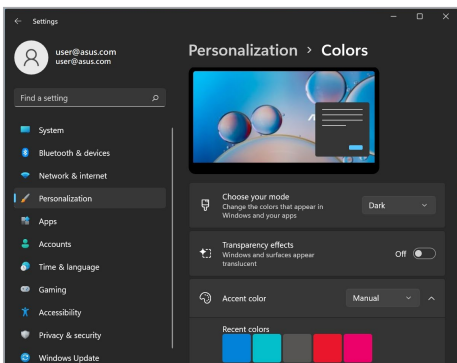 Settings
user@asus.com
user@asus.com
Find a setting
System
Bluetooth & devices
Network & internet
Personalization
Apps
Accounts
Time & language
Gaming
Accessibility
Privacy & security
Windows Update
Personalization > Colors
Choose your mode
Change the colors that appear in
Windows and your apps
Dark
Transparency effects
Windows and surfaces appear
translucent
Off
Accent color
Manual
Recent colors